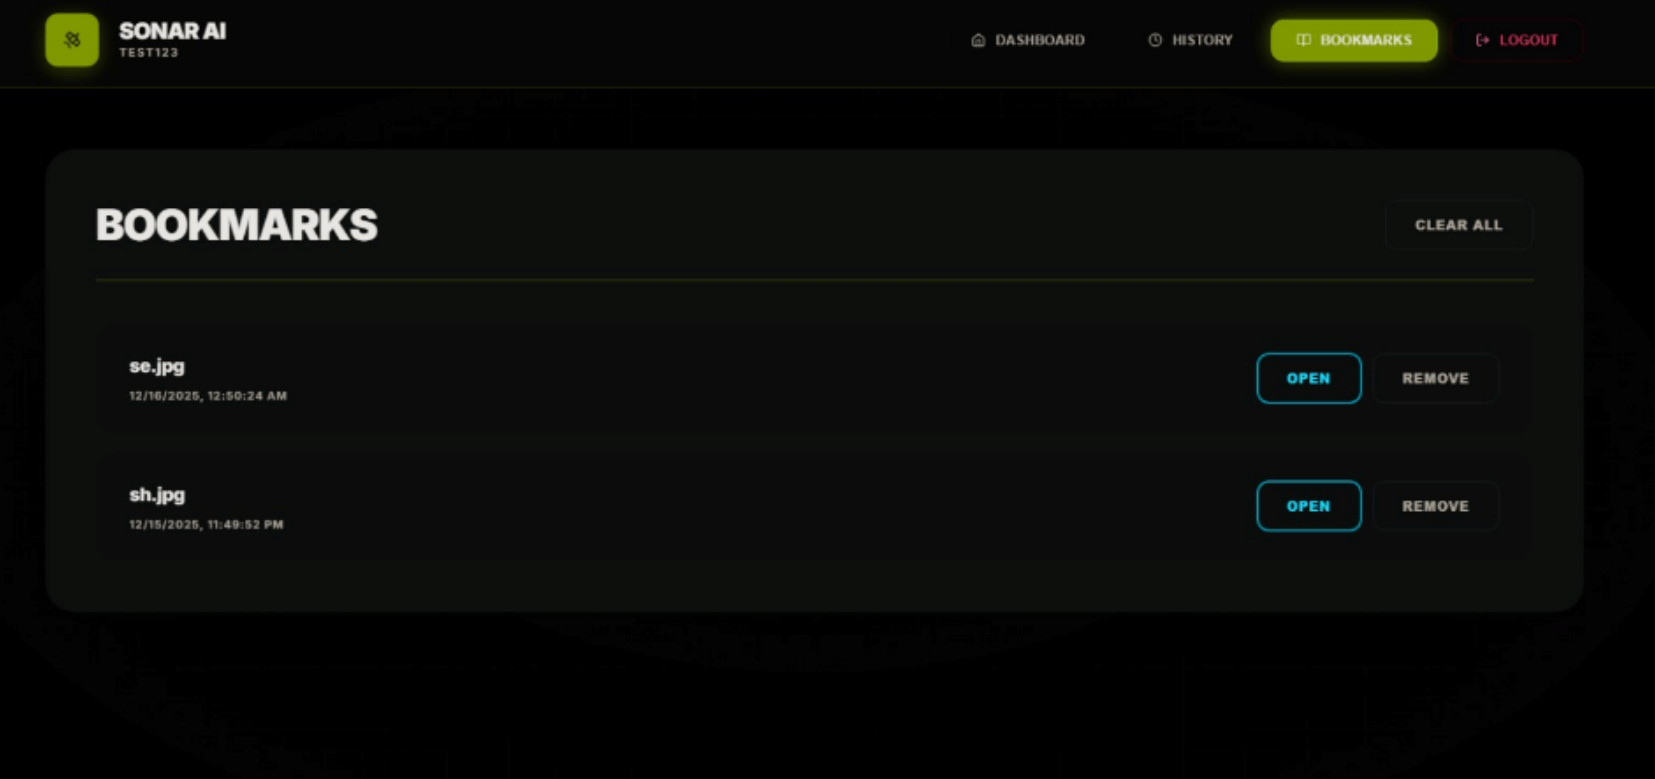 SONAR AI
TEST123
DASHBOARD
HISTORY
BOOKMARKS
LOGOUT
BOOKMARKS
CLEAR ALL
se.jpg
12/16/2025, 12:50:24 AM
OPEN
REMOVE
sh.jpg
12/15/2025, 11:49:52 PM
OPEN
REMOVE